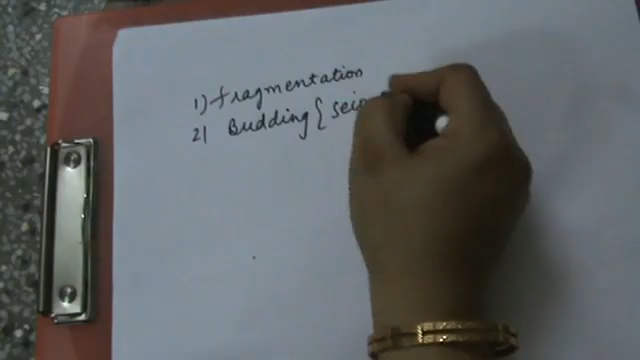 1) fragmentation
2) Budding {